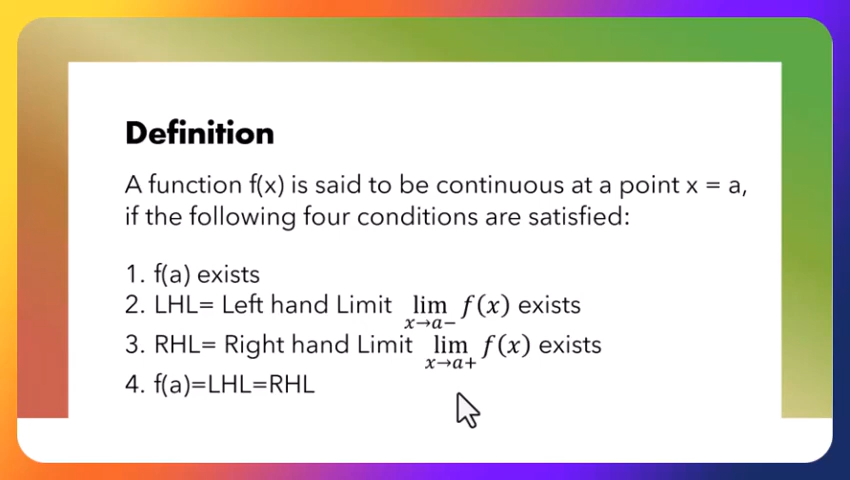 Definition
A function f(x) is said to be continuous at a point x = a,
if the following four conditions are satisfied:
1. f(a) exists
2. LHL= Left hand Limit lim x→a− f(x) exists
3. RHL= Right hand Limit lim x→a+ f(x) exists
4. f(a)=LHL=RHL